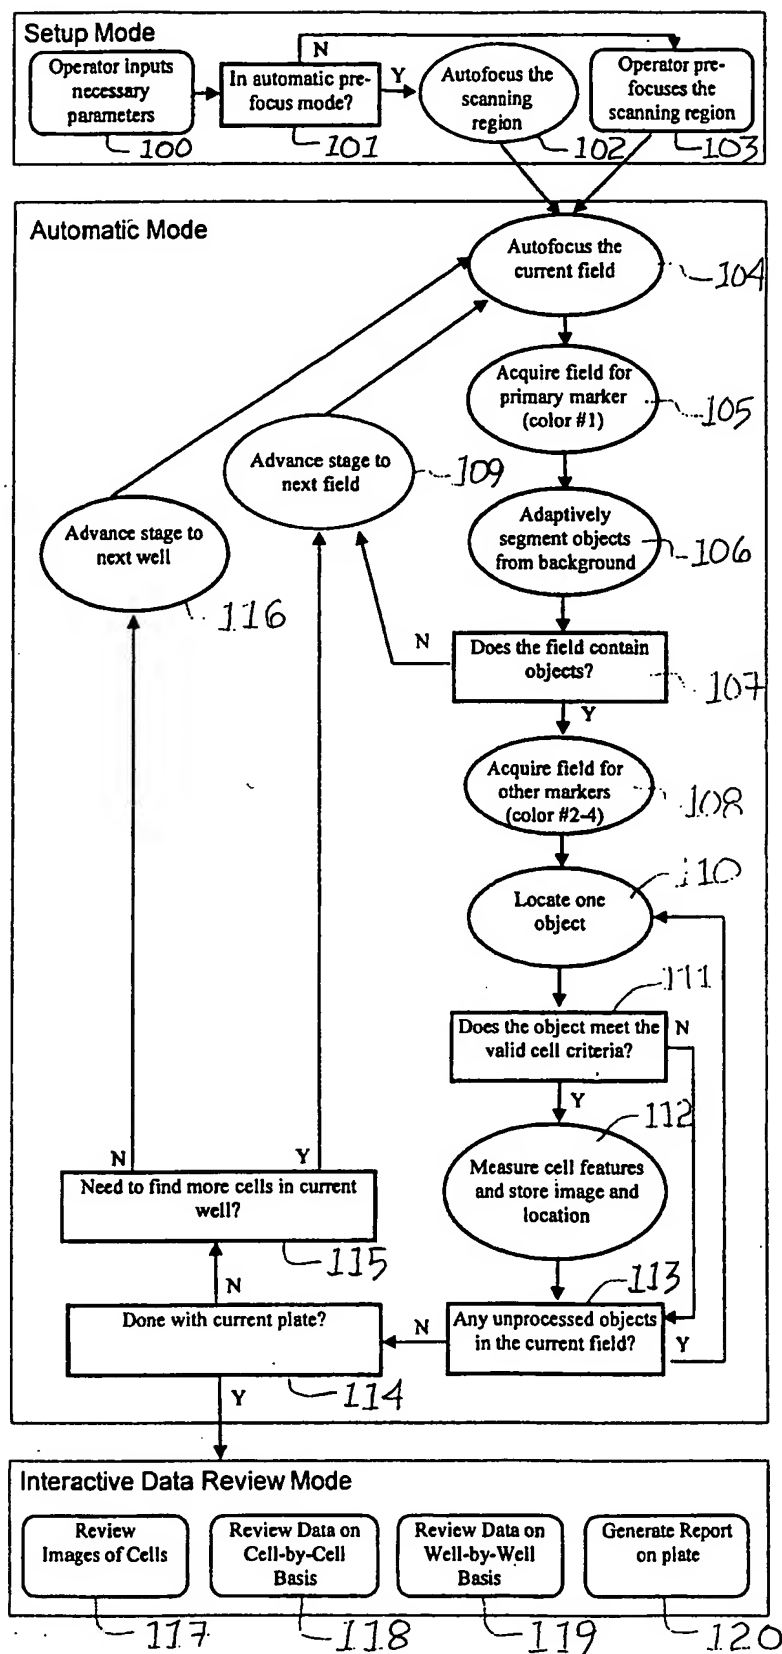 Setup Mode
N
Operator inputs
necessary
parameters
100
In automatic pre-
focus mode?
101
Y
Autofocus the
scanning
region
102
Operator pre-
focuses the
scanning region
103
Automatic Mode
Autofocus the
current field
104
Acquire field for
primary marker
(color #1)
105
Advance stage to
next field
109
Adaptively
segment objects
from background
106
Advance stage to
next well
116
N
Does the field contain
objects?
107
Y
Acquire field for
other markers
(color #2-4)
108
Locate one
object
110
Does the object meet the
valid cell criteria?
N
111
Y
Measure cell features
and store image and
location
112
N
Y
Need to find more cells in current
well?
115
N
Any unprocessed objects
in the current field?
113
Y
N
Done with current plate?
114
Y
Interactive Data Review Mode
Review
Images of Cells
117
Review Data on
Cell-by-Cell
Basis
118
Review Data on
Well-by-Well
Basis
119
Generate Report
on plate
120